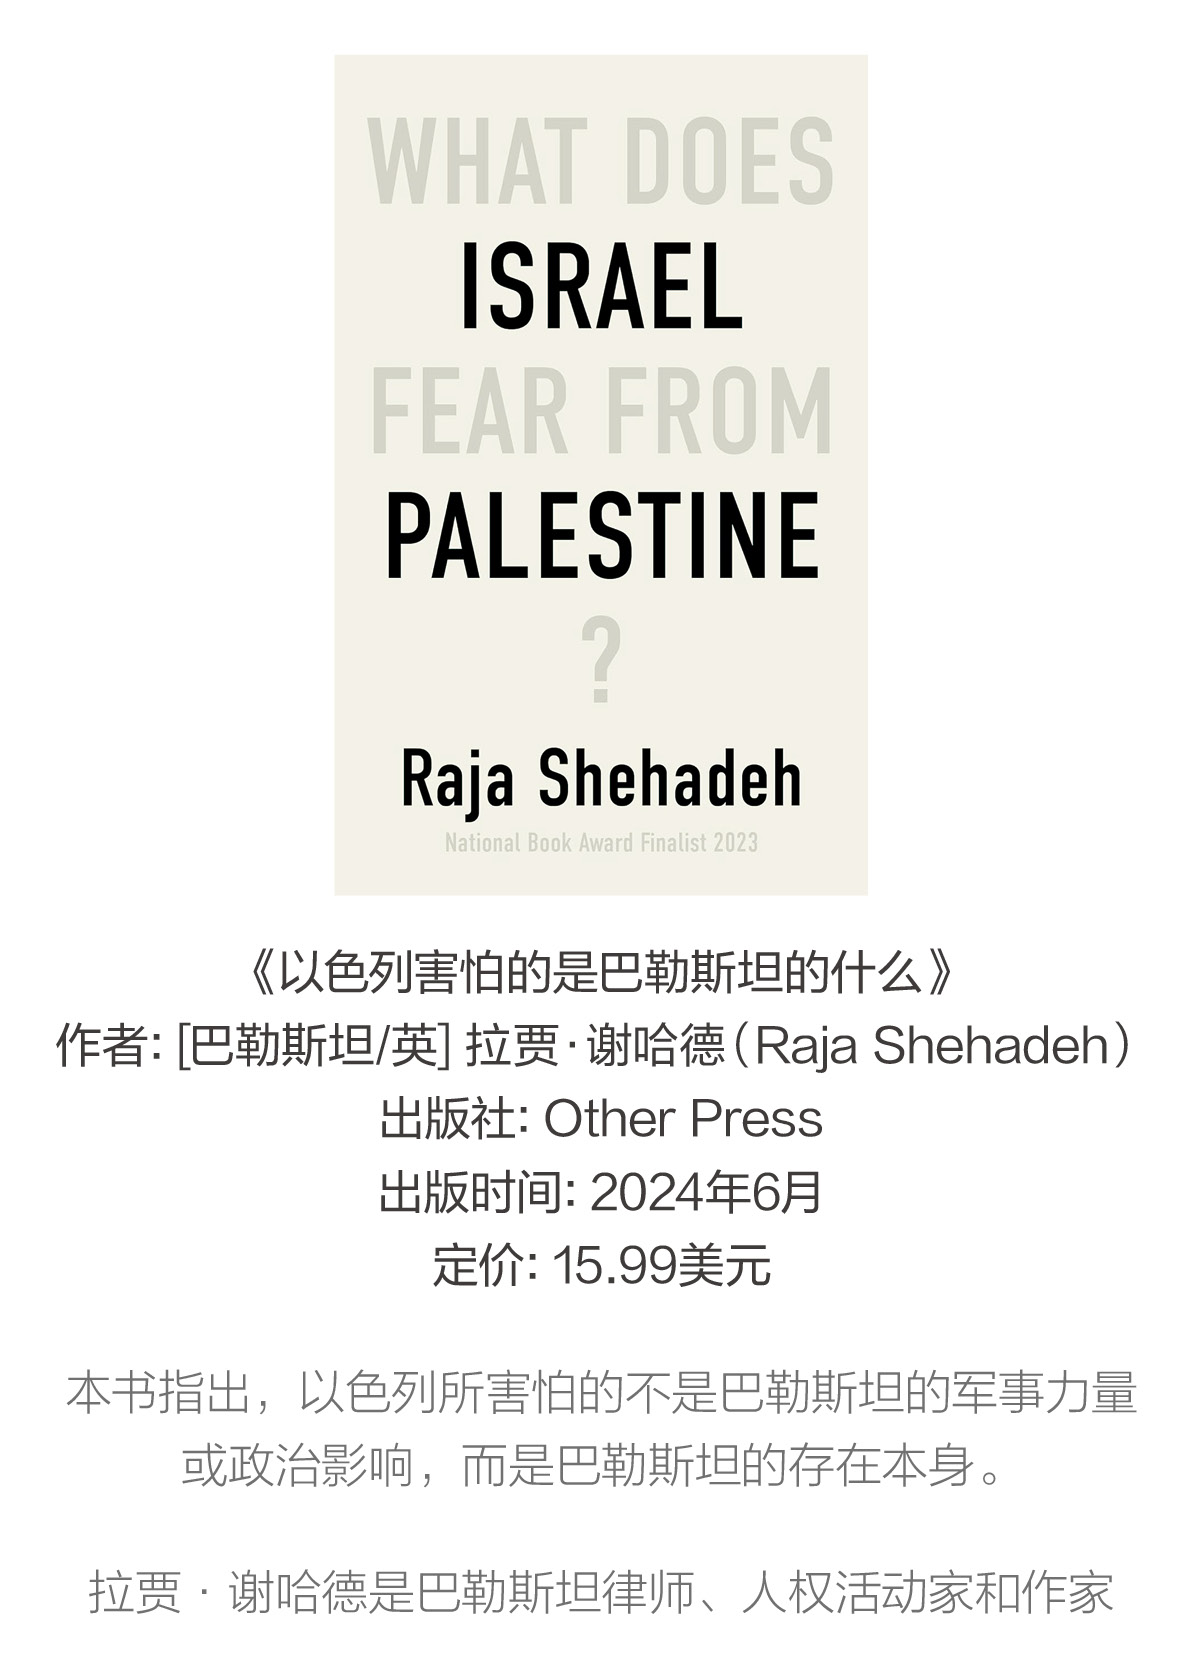 WHAT DOES
ISRAEL
FEAR FROM
PALESTINE
?
Raja Shehadeh
National Book Award Finalist 2023
《以色列害怕的是巴勒斯坦的什么》
作者: [巴勒斯坦/英] 拉贾·谢哈德（Raja Shehadeh）
出版社: Other Press
出版时间: 2024年6月
定价: 15.99美元
本书指出，以色列所害怕的不是巴勒斯坦的军事力量
或政治影响，而是巴勒斯坦的存在本身。
拉贾·谢哈德是巴勒斯坦律师、人权活动家和作家